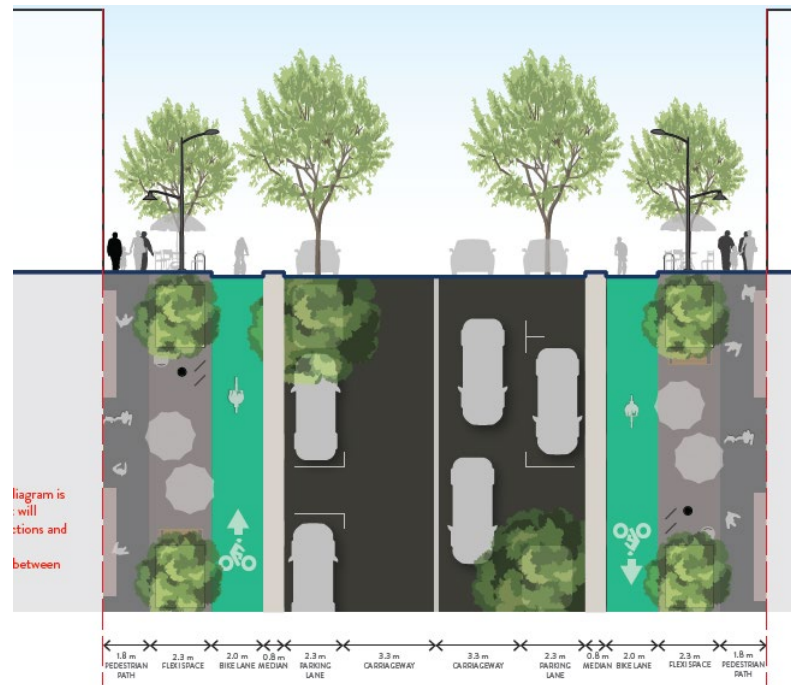 diagram is
will
ctions and
between
1.8 m
PEDESTRIAN
PATH
2.3 m
FLEXI SPACE
2.0 m
BIKE LANE
0.8 m
MEDIAN
2.3 m
PARKING
LANE
3.3 m
CARRIAGEWAY
3.3 m
CARRIAGEWAY
2.3 m
PARKING
LANE
0.8 m
MEDIAN
2.0 m
BIKE LANE
2.3 m
FLEXI SPACE
1.8 m
PEDESTRIAN
PATH